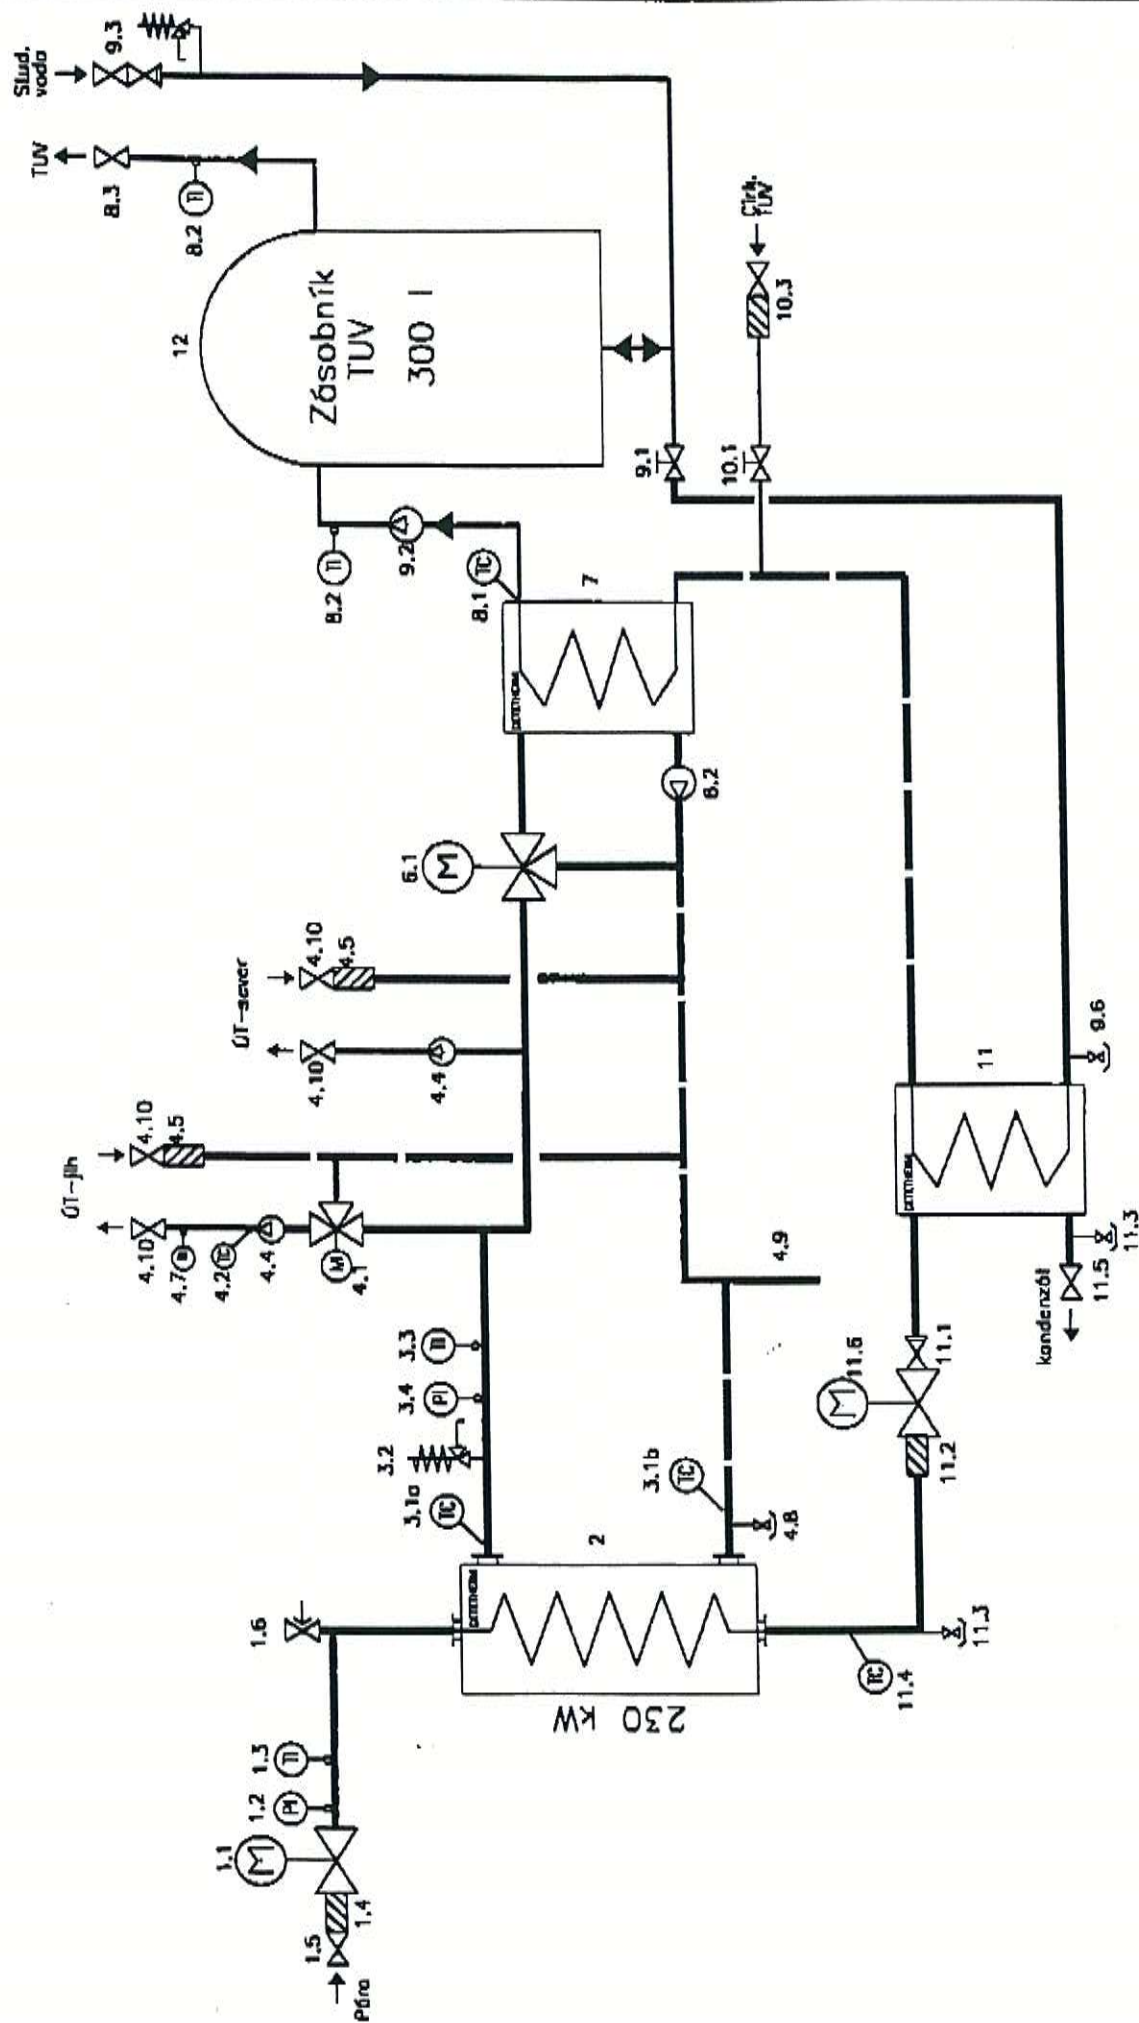 Stud.
voda
9.3
TUV
8.3
TI
8.2
12
Zásobník
TUV
300 l
Cirk.
TUV
10.3
9.1
10.1
TI
8.2
9.2
8.1
TC
7
DETETHERM
6.1
M
6.2
ÚT-sever
4.10
4.5
4.10
4.4
ÚT-jih
4.10
4.5
4.10
4.7
4.2
TC
4.4
M
4.1
4.9
3.3
TI
3.4
PI
3.2
3.1a
TC
3.1b
TC
4.8
2
DETETHERM
230 kW
1.6
1.3
TI
1.2
PI
1.1
M
1.4
1.5
Pára
11
DETETHERM
9.6
11.3
11.5
kondenzát
11.1
11.6
M
11.2
11.3
TC
11.4